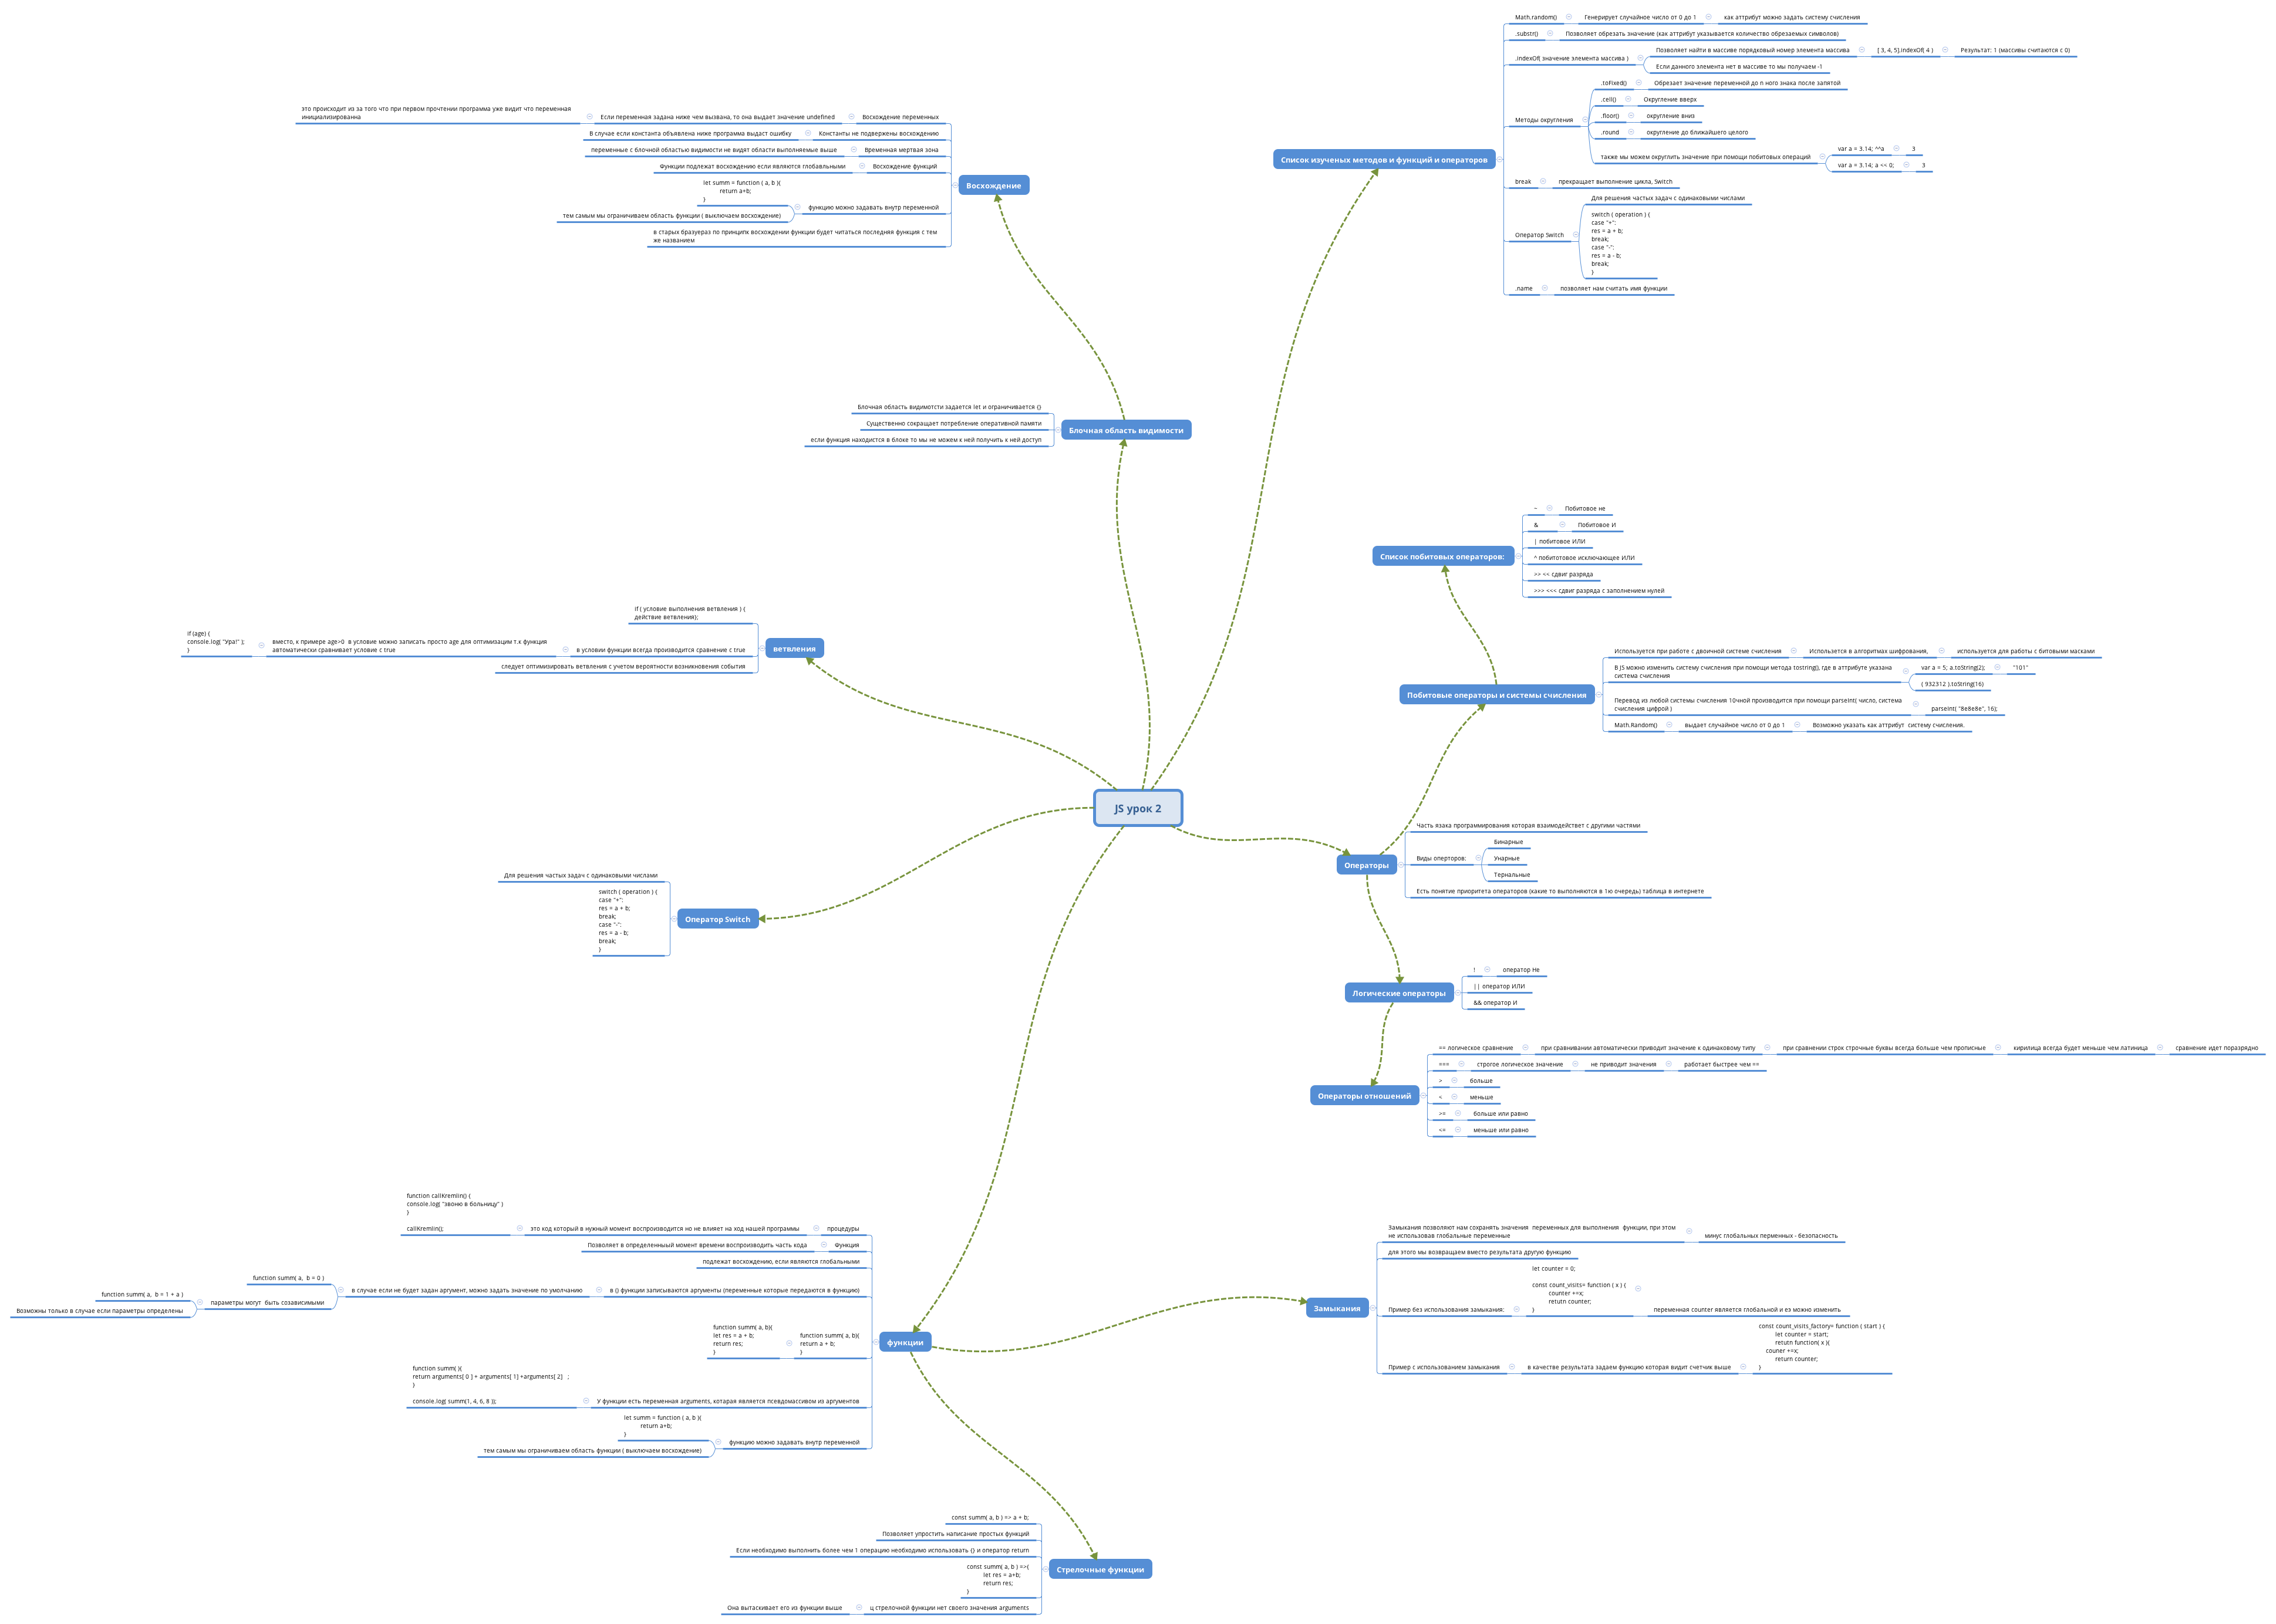 JS урок 2
Список изученых методов и функций и операторов
Math.random()
Генерирует случайное число от 0 до 1
как аттрибут можно задать систему счисления
.substr()
Позволяет обрезать значение (как аттрибут указывается количество обрезаемых символов)
.indexOf( значение элемента массива )
Позволяет найти в массиве порядковый номер элемента массива
[ 3, 4, 5].indexOf( 4 )
Результат: 1 (массивы считаются с 0)
Если данного элемента нет в массиве то мы получаем -1
Методы округления
.toFixed()
Обрезает значение переменной до n ного знака после запятой
.ceil()
Округление вверх
.floor()
округление вниз
.round
округление до ближайшего целого
также мы можем округлить значение при помощи побитовых операций
var a = 3.14; ^^a
3
var a = 3.14; a << 0;
3
break
прекращает выполнение цикла, Switch
Оператор Switch
Для решения частых задач с одинаковыми числами
switch ( operation ) {
case "+":
res = a + b;
break;
case "-":
res = a - b;
break;
}
.name
позволяет нам считать имя функции
Восхождение
Восхождение переменных
Если переменная задана ниже чем вызвана, то она выдает значение undefined
это происходит из за того что при первом прочтении программа уже видит что переменная
инициализированна
Константы не подвержены восхождению
В случае если константа объявлена ниже программа выдаст ошибку
Временная мертвая зона
переменные с блочной областью видимости не видят области выполняемые выше
Восхождение функций
Функции подлежат восхождению если являются глобавльными
функцию можно задавать внутр переменной
let summ = function ( a, b ){
return a+b;
}
тем самым мы ограничиваем область функции ( выключаем восхождение)
в старых бразуераз по принципк восхождении функции будет читаться последняя функция с тем
же названием
Блочная область видимости
Блочная область видимотсти задается let и ограничивается {}
Существенно сокращает потребление оперативной памяти
если функция находистся в блоке то мы не можем к ней получить к ней доступ
ветвления
if ( условие выполнения ветвления ) {
действие ветвления};
в условии функции всегда производится сравнение с true
вместо, к примере age>0  в условие можно записать просто age для оптимизации т.к функция
автоматически сравнивает условие с true
if (age) {
console.log( "Ура!" );
}
следует оптимизировать ветвления с учетом вероятности возникновения события
Оператор Switch
Для решения частых задач с одинаковыми числами
switch ( operation ) {
case "+":
res = a + b;
break;
case "-":
res = a - b;
break;
}
Список побитовых операторов:
~
Побитовое не
&
Побитовое И
| побитовое ИЛИ
^ побитотовое исключающее ИЛИ
>> << сдвиг разряда
>>> <<< сдвиг разряда с заполнением нулей
Побитовые операторы и системы счисления
Используется при работе с двоичной системе счисления
Испольется в алгоритмах шифрования,
используется для работы с битовыми масками
В JS можно изменить систему счисления при помощи метода tostring(), где в аттрибуте указана
система счисления
var a = 5; a.toString(2);
"101"
( 932312 ).toString(16)
Перевод из любой системы счисления 10чной производится при помощи parseInt( число, система
счисления цифрой )
parseInt( "8e8e8e", 16);
Math.Random()
выдает случайное число от 0 до 1
Возможно указать как аттрибут  систему счисления.
Операторы
Часть язака программирования которая взаимодействет с другими частями
Виды оперторов:
Бинарные
Унарные
Тернальные
Есть понятие приоритета операторов (какие то выполняются в 1ю очередь) таблица в интернете
Логические операторы
!
оператор Не
|| оператор ИЛИ
&& оператор И
Операторы отношений
== логическое сравнение
при сравнивании автоматически приводит значение к одинаковому типу
при сравнении строк строчные буквы всегда больше чем прописные
кирилица всегда будет меньше чем латиница
сравнение идет поразрядно
===
строгое логическое значение
не приводит значения
работает быстрее чем ==
>
больше
<
меньше
>=
больше или равно
<=
меньше или равно
функции
процедуры
это код который в нужный момент воспроизводится но не влияет на ход нашей программы
function callKremlin() {
console.log( "звоню в больницу" )
}
callKremlin();
Функция
Позволяет в определенныый момент времени воспроизводить часть кода
подлежат восхождению, если являются глобальными
в () функции записываются аргументы (переменные которые передаются в функцию)
в случае если не будет задан аргумент, можно задать значение по умолчанию
function summ( a,  b = 0 )
параметры могут  быть созависимыми
function summ( a,  b = 1 + a )
Возможны только в случае если параметры определены
function summ( a, b){
return a + b;
}
function summ( a, b){
let res = a + b;
return res;
}
У функции есть переменная arguments, котарая является псевдомассивом из аргументов
function summ( ){
return arguments[ 0 ] + arguments[ 1] +arguments[ 2]   ;
}
console.log( summ(1, 4, 6, 8 ));
функцию можно задавать внутр переменной
let summ = function ( a, b ){
return a+b;
}
тем самым мы ограничиваем область функции ( выключаем восхождение)
Замыкания
Замыкания позволяют нам сохранять значения  переменных для выполнения  функции, при этом
не использовав глобальные переменные
минус глобальных перменных - безопасность
для этого мы возвращаем вместо результата другую функцию
Пример без использования замыкания:
let counter = 0;
const count_visits= function ( x ) {
counter +=x;
return counter;
}
переменная counter является глобальной и ез можно изменить
Пример с использованием замыкания
в качестве результата задаем функцию которая видит счетчик выше
const count_visits_factory= function ( start ) {
let counter = start;
return function( x ){
couner +=x;
return counter;
}
Стрелочные функции
const summ( a, b ) => a + b;
Позволяет упростить написание простых функций
Если необходимо выполнить более чем 1 операцию необходимо использовать {} и оператор return
const summ( a, b ) =>{
let res = a+b;
return res;
}
ц стрелочной функции нет своего значения arguments
Она вытаскивает его из функции выше